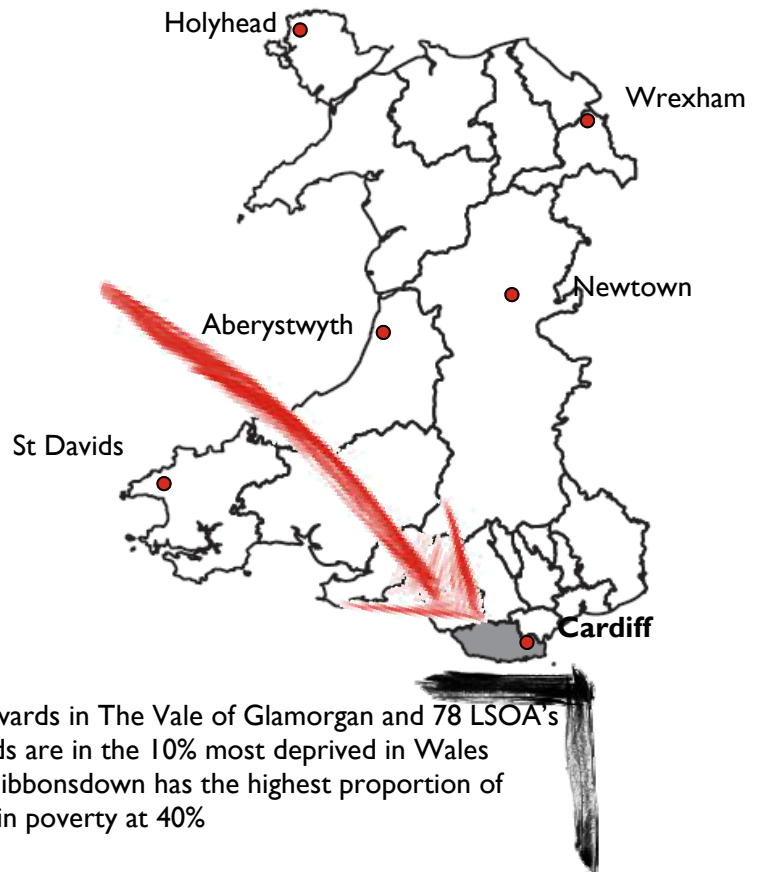 Holyhead
Wrexham
Newtown
Aberystwyth
St Davids
Cardiff
wards in The Vale of Glamorgan and 78 LSOA's
are in the 10% most deprived in Wales
ibbonsdown has the highest proportion of
in poverty at 40%